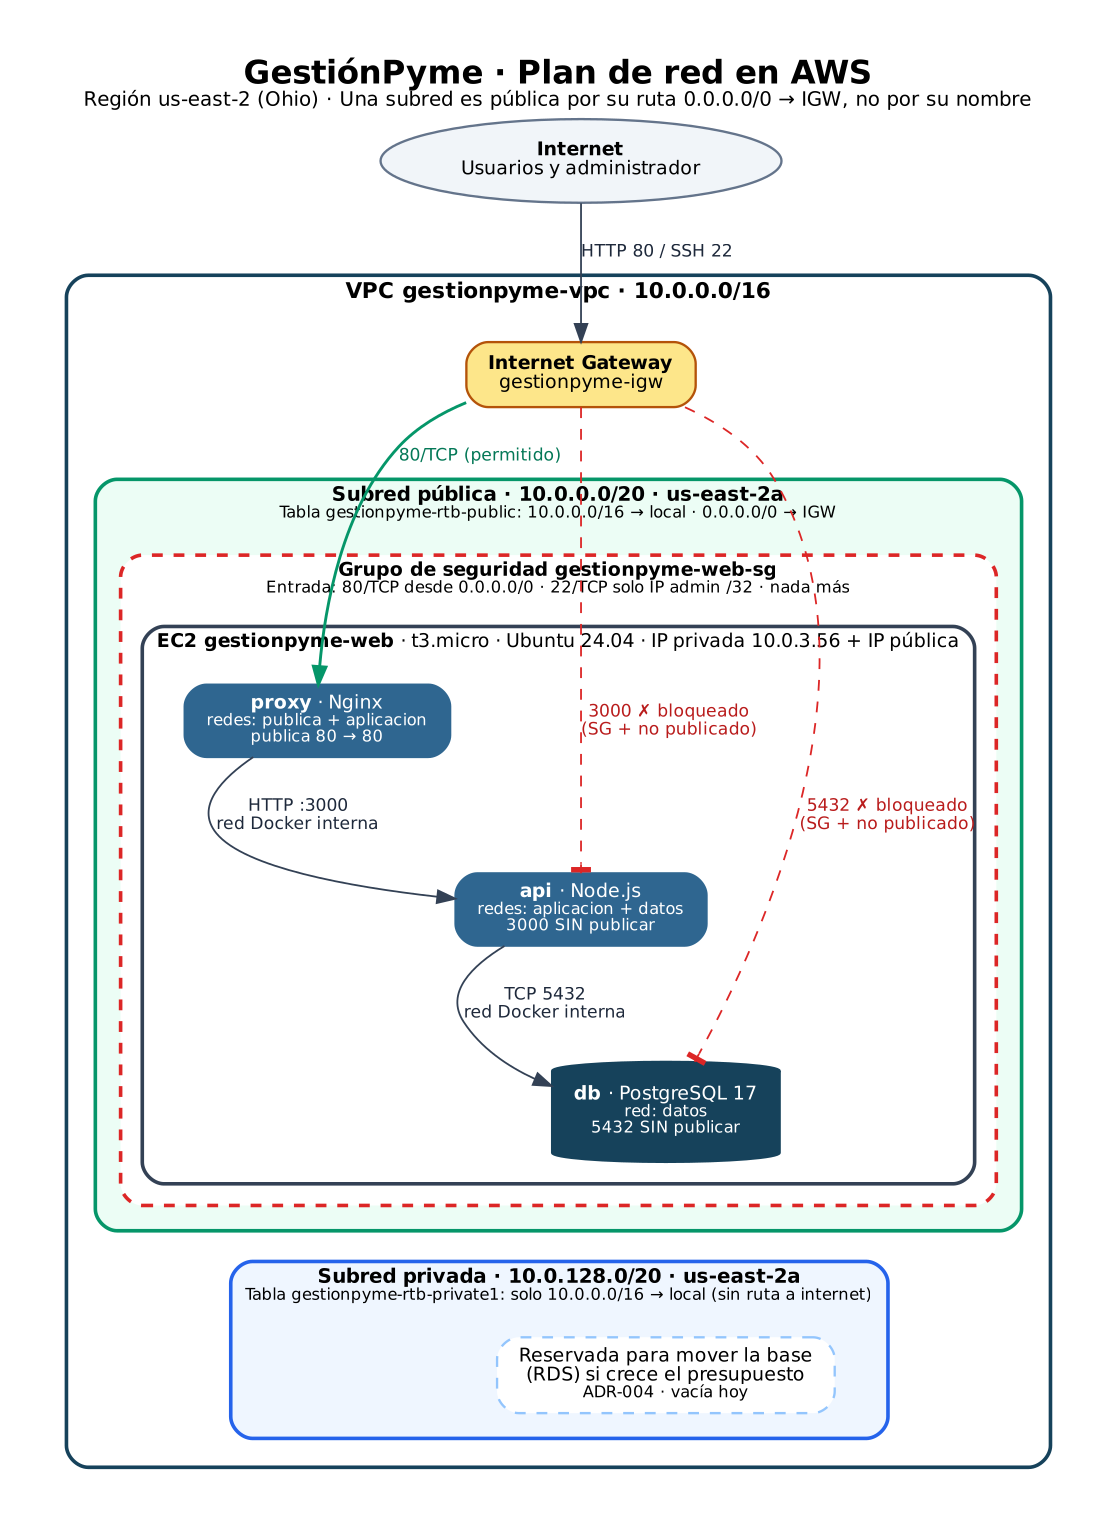 GestiónPyme · Plan de red en AWS
Región us-east-2 (Ohio) · Una subred es pública por su ruta 0.0.0.0/0 → IGW, no por su nombre
Internet
Usuarios y administrador
HTTP 80 / SSH 22
VPC gestionpyme-vpc · 10.0.0.0/16
Internet Gateway
gestionpyme-igw
80/TCP (permitido)
Subred pública · 10.0.0.0/20 · us-east-2a
Tabla gestionpyme-rtb-public: 10.0.0.0/16 → local · 0.0.0.0/0 → IGW
Grupo de seguridad gestionpyme-web-sg
Entrada: 80/TCP desde 0.0.0.0/0 · 22/TCP solo IP admin /32 · nada más
EC2 gestionpyme-web · t3.micro · Ubuntu 24.04 · IP privada 10.0.3.56 + IP pública
proxy · Nginx
redes: publica + aplicacion
publica 80 → 80
3000 ✗ bloqueado
(SG + no publicado)
HTTP :3000
red Docker interna
5432 ✗ bloqueado
(SG + no publicado)
api · Node.js
redes: aplicacion + datos
3000 SIN publicar
TCP 5432
red Docker interna
db · PostgreSQL 17
red: datos
5432 SIN publicar
Subred privada · 10.0.128.0/20 · us-east-2a
Tabla gestionpyme-rtb-private1: solo 10.0.0.0/16 → local (sin ruta a internet)
Reservada para mover la base
(RDS) si crece el presupuesto
ADR-004 · vacía hoy